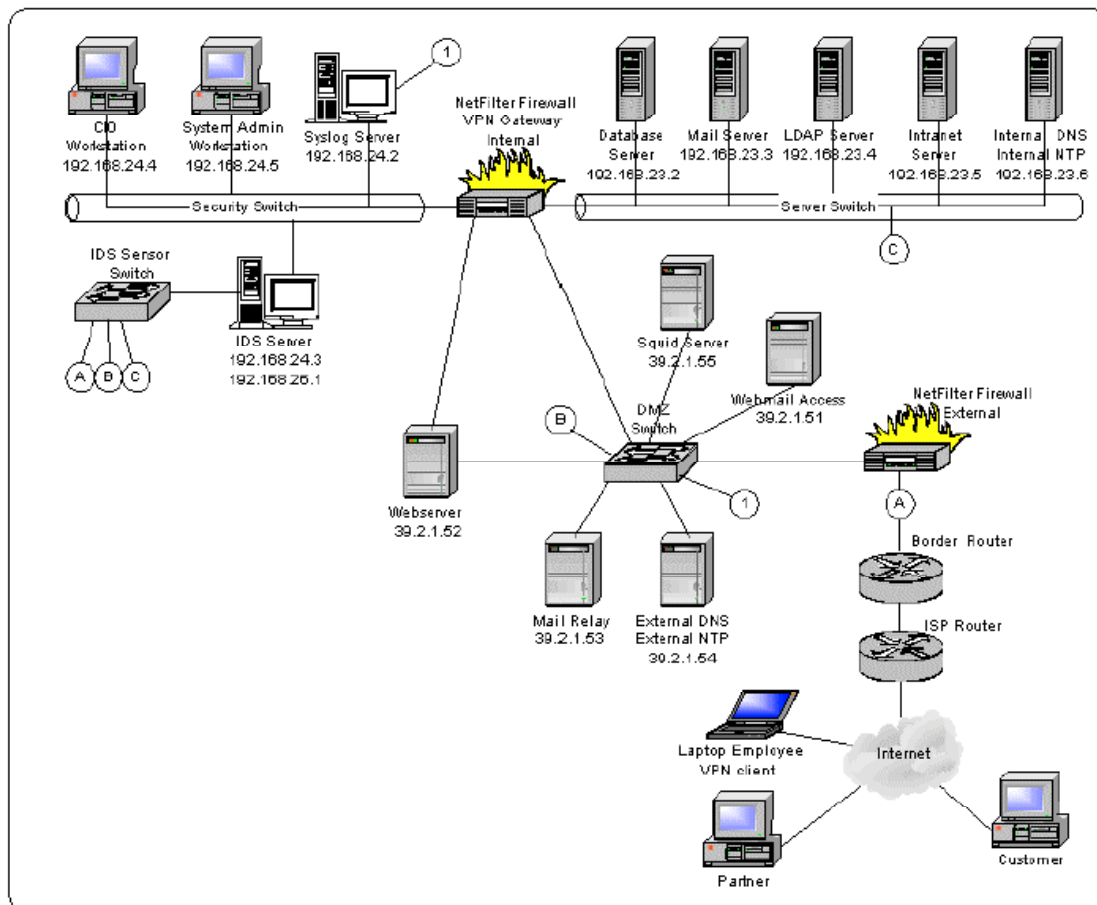 1
CIO
Workstation
192.168.24.4
System Admin
Workstation
192.168.24.5
Syslog Server
192.168.24.2
NetFilter Firewall
VPN Gateway
Internal
Database
Server
192.168.23.2
Mail Server
192.168.23.3
LDAP Server
192.168.23.4
Intranet
Server
192.168.23.5
Internal DNS
Internal NTP
192.168.23.6
Security Switch
Server Switch
C
IDS Sensor
Switch
A
B
C
IDS Server
192.168.24.3
192.168.26.1
Squid Server
39.2.1.55
Webmail Access
39.2.1.51
NetFilter Firewall
External
DMZ
Switch
B
1
A
Webserver
39.2.1.52
Mail Relay
39.2.1.53
External DNS
External NTP
39.2.1.54
Border Router
ISP Router
Internet
Laptop Employee
VPN client
Partner
Customer